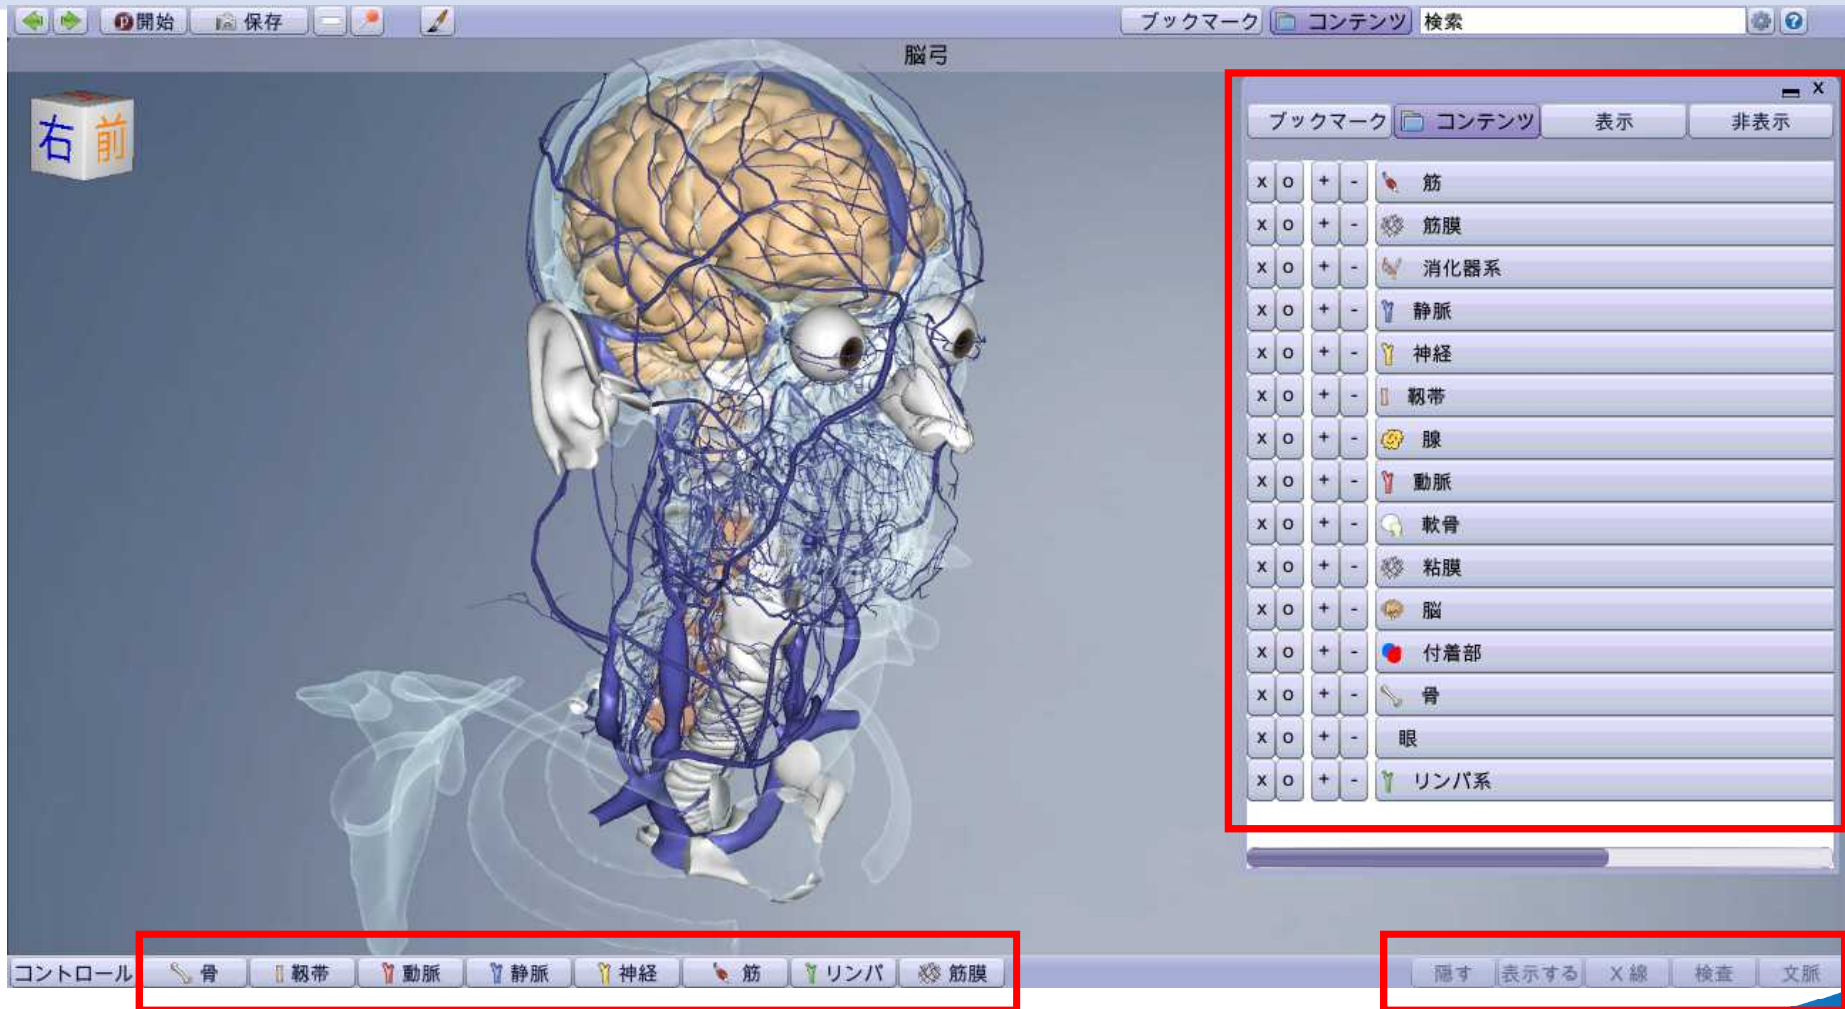 開始 保存 ブックマーク コンテンツ 検索
脳弓
右 前
X
ブックマーク コンテンツ 表示 非表示
x o + - 筋
x o + - 筋膜
x o + - 消化器系
x o + - 静脈
x o + - 神経
x o + - 靱帯
x o + - 腺
x o + - 動脈
x o + - 軟骨
x o + - 粘膜
x o + - 脳
x o + - 付着部
x o + - 骨
x o + - 眼
x o + - リンパ系
コントロール 骨 靱帯 動脈 静脈 神経 筋 リンパ 筋膜 隠す 表示する X線 検査 文脈